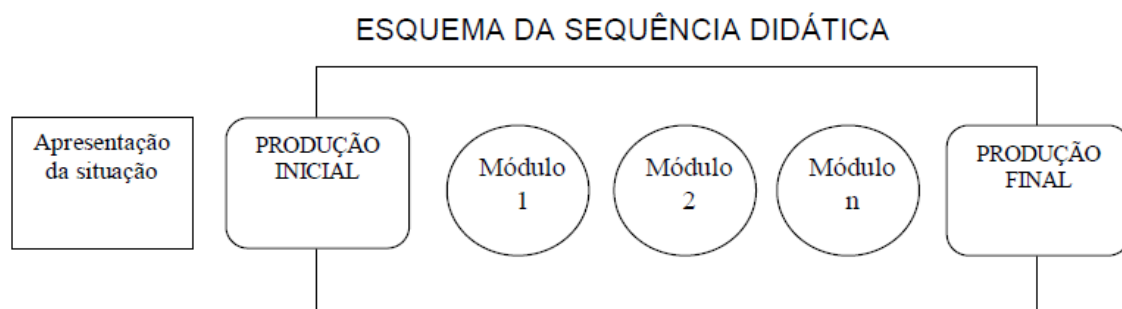 ESQUEMA DA SEQUÊNCIA DIDÁTICA
Apresentação
da situação
PRODUÇÃO
INICIAL
Módulo
1
Módulo
2
Módulo
n
PRODUÇÃO
FINAL